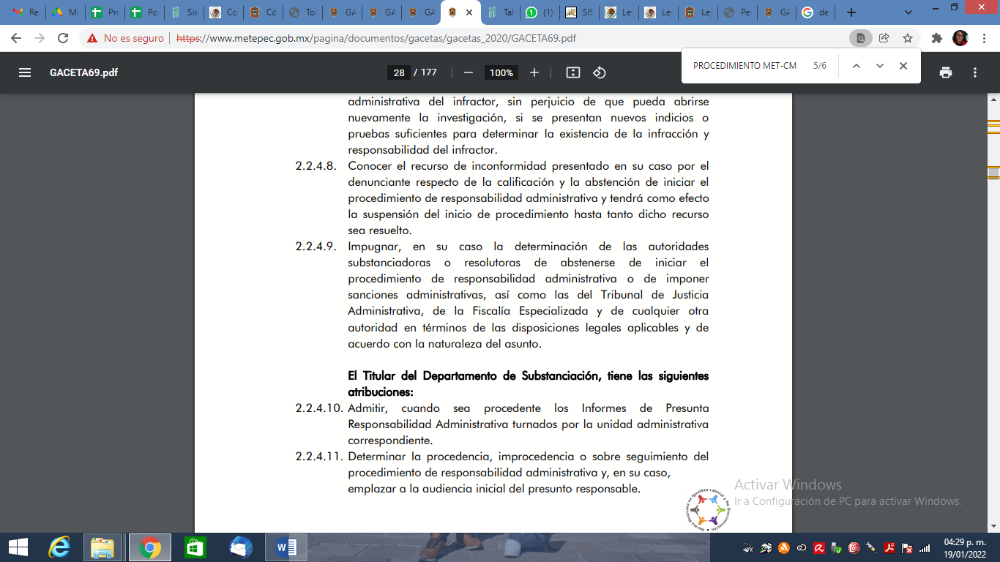 Re
Mi
Pro
Po
Sis
Co
Có
Tol
GA
GA
GA
Tal
(1)
SIS
Le
Le
Le
Pe
GA
de
No es seguro
https://www.metepec.gob.mx/pagina/documentos/gacetas/gacetas_2020/GACETA69.pdf
GACETA69.pdf
28 / 177
100%
PROCEDIMIENTO MET-CM 5/6
administrativa del infractor, sin perjuicio de que pueda abrirse
nuevamente la investigación, si se presentan nuevos indicios o
pruebas suficientes para determinar la existencia de la infracción y
responsabilidad del infractor.
2.2.4.8. Conocer el recurso de inconformidad presentado en su caso por el
denunciante respecto de la calificación y la abstención de iniciar el
procedimiento de responsabilidad administrativa y tendrá como efecto
la suspensión del inicio de procedimiento hasta tanto dicho recurso
sea resuelto.
2.2.4.9. Impugnar, en su caso la determinación de las autoridades
substanciadoras o resolutoras de abstenerse de iniciar el
procedimiento de responsabilidad administrativa o de imponer
sanciones administrativas, así como las del Tribunal de Justicia
Administrativa, de la Fiscalía Especializada y de cualquier otra
autoridad en términos de las disposiciones legales aplicables y de
acuerdo con la naturaleza del asunto.
El Titular del Departamento de Substanciación, tiene las siguientes
atribuciones:
2.2.4.10. Admitir, cuando sea procedente los Informes de Presunta
Responsabilidad Administrativa turnados por la unidad administrativa
correspondiente.
2.2.4.11. Determinar la procedencia, improcedencia o sobre seguimiento del
procedimiento de responsabilidad administrativa y, en su caso,
emplazar a la audiencia inicial del presunto responsable.
Norma Mexicana en Igualdad Laboral y No Discriminación
Activar Windows
Ir a Configuración de PC para activar Windows.
04:29 p. m.
19/01/2022